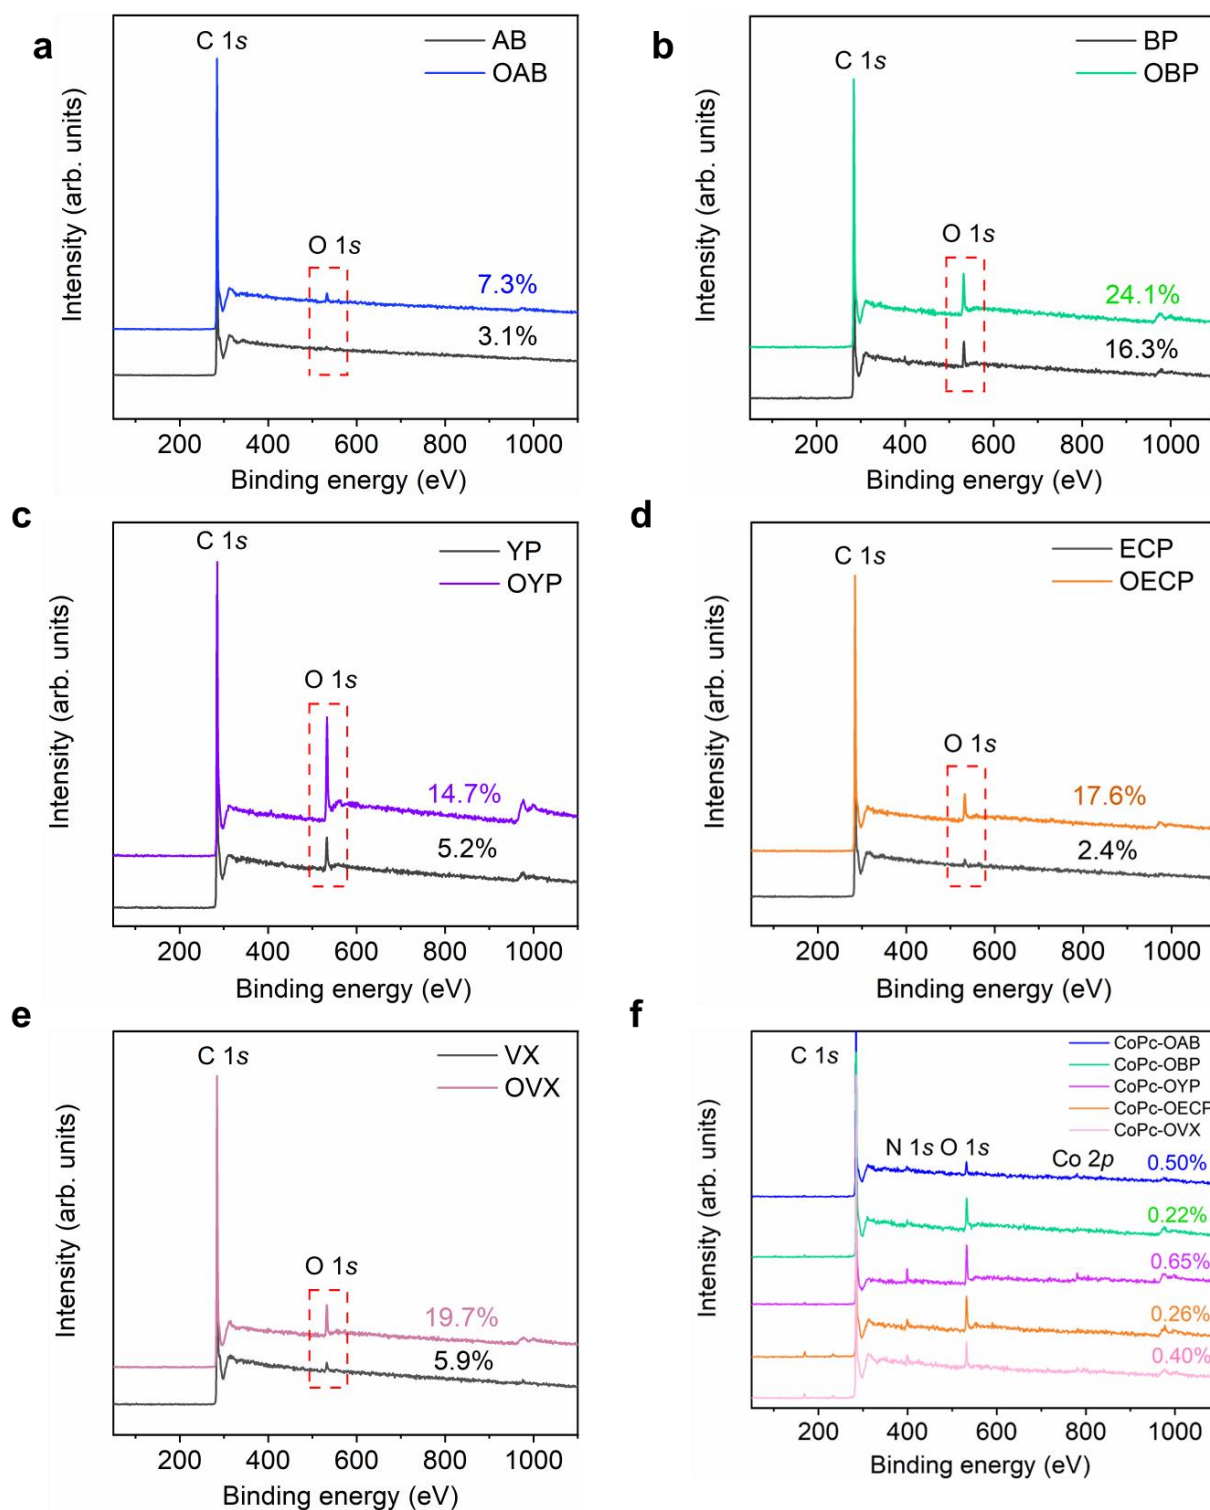 a
C 1s
AB
OAB
Intensity (arb. units)
O 1s
7.3%
3.1%
200 400 600 800 1000
Binding energy (eV)
b
C 1s
BP
OBP
Intensity (arb. units)
O 1s
24.1%
16.3%
200 400 600 800 1000
Binding energy (eV)
c
C 1s
YP
OYP
Intensity (arb. units)
O 1s
14.7%
5.2%
200 400 600 800 1000
Binding energy (eV)
d
C 1s
ECP
OECP
Intensity (arb. units)
O 1s
17.6%
2.4%
200 400 600 800 1000
Binding energy (eV)
e
C 1s
VX
OVX
Intensity (arb. units)
O 1s
19.7%
5.9%
200 400 600 800 1000
Binding energy (eV)
f
C 1s
CoPc-OAB
CoPc-OBP
CoPc-OYP
CoPc-OECP
CoPc-OVX
Intensity (arb. units)
N 1s O 1s Co 2p
0.50%
0.22%
0.65%
0.26%
0.40%
200 400 600 800 1000
Binding energy (eV)